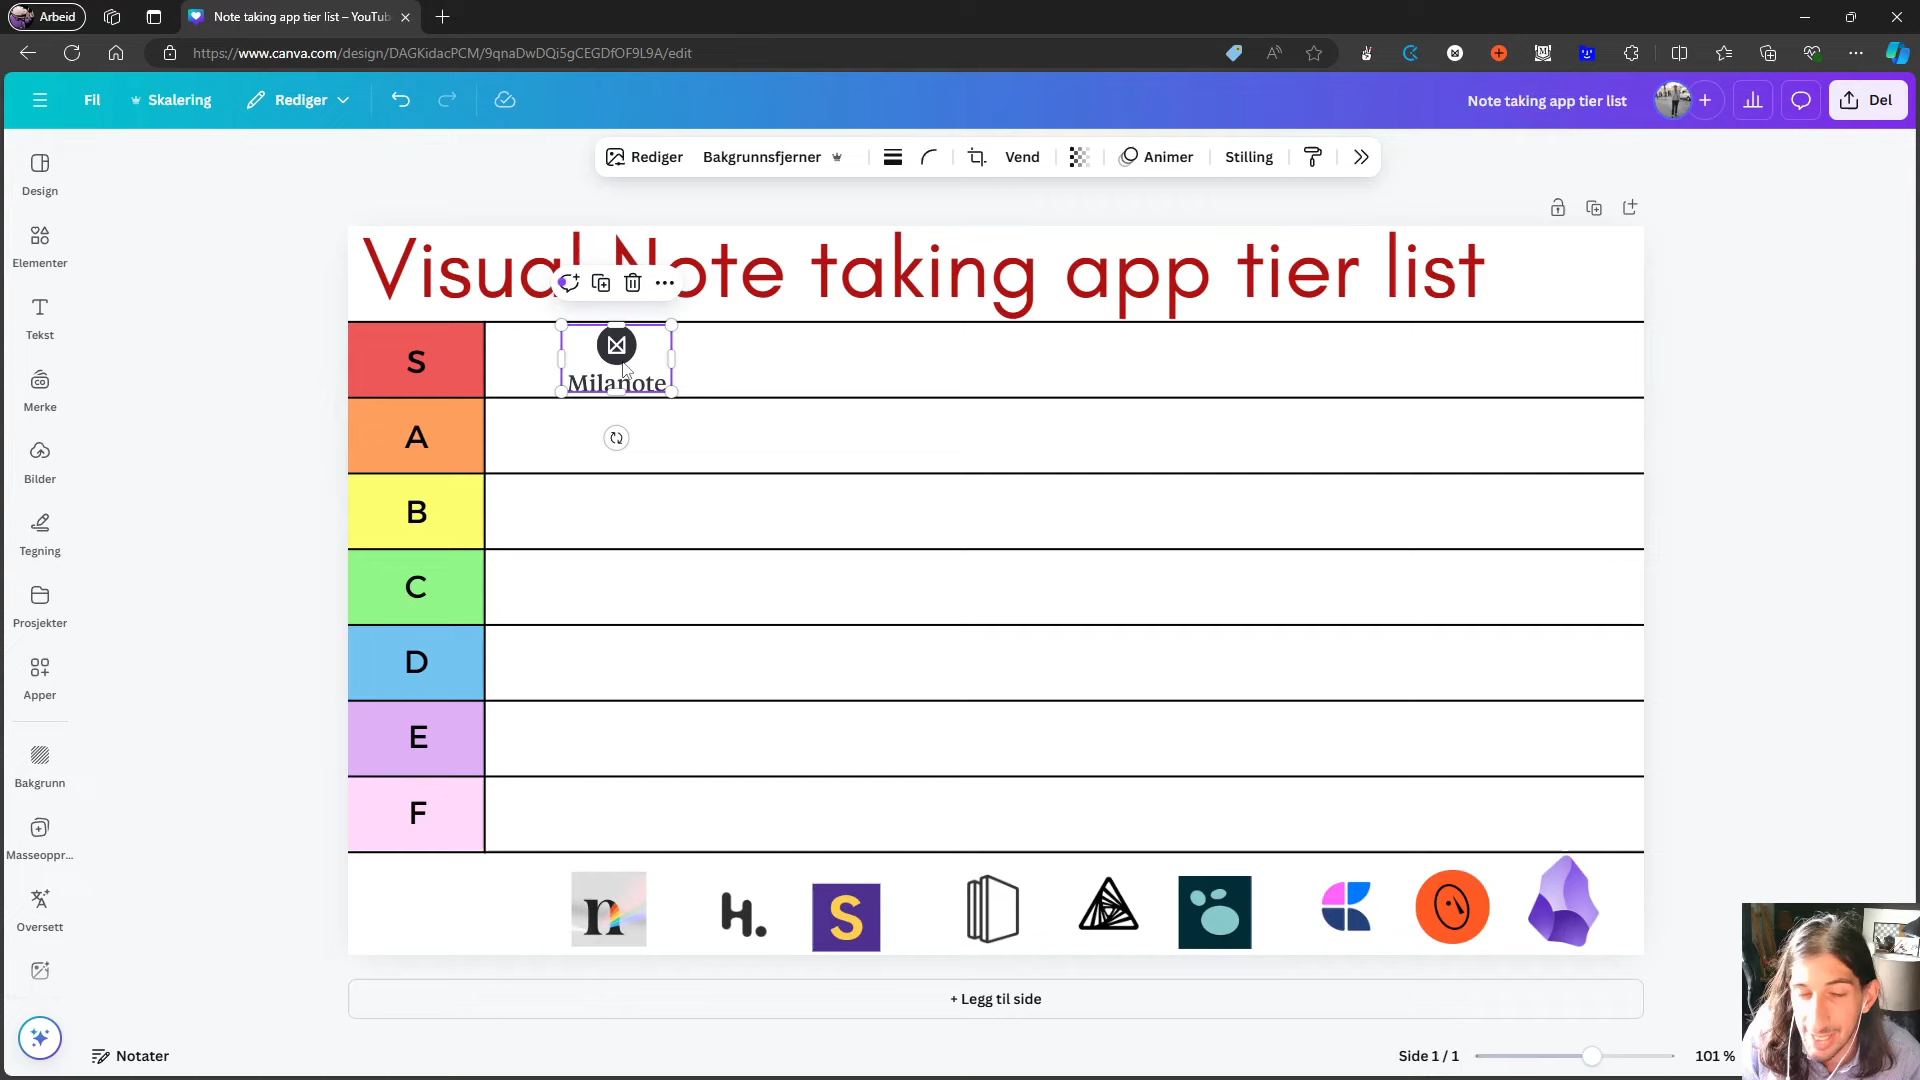 Arbeid
Note taking app tier list – YouTub
https://www.canva.com/design/DAGKidacPCM/9qnaDwDQi5gCEGDfOF9L9A/edit
Fil
Skalering
Rediger
Note taking app tier list
Del
Rediger
Bakgrunnsfjerner
Vend
Animer
Stilling
Design
Elementer
Tekst
Merke
Bilder
Tegning
Prosjekter
Apper
Bakgrunn
Masseoppr...
Oversett
Visual Note taking app tier list
S
Milanote
A
B
C
D
E
F
n
H.
S
+ Legg til side
Notater
Side 1 / 1
101 %